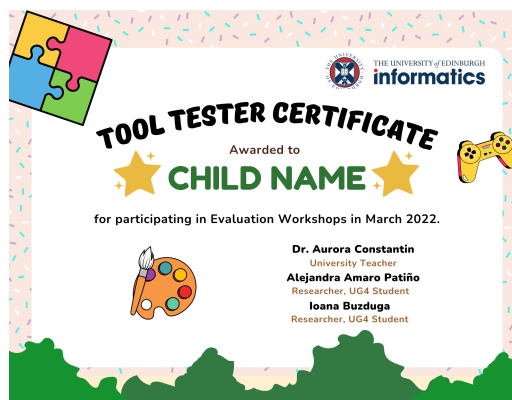 THE UNIVERSITY of EDINBURGH
informatics
TOOL TESTER CERTIFICATE
Awarded to
CHILD NAME
for participating in Evaluation Workshops in March 2022.
Dr. Aurora Constantin
University Teacher
Alejandra Amaro Patiño
Researcher, UG4 Student
Ioana Buzduga
Researcher, UG4 Student